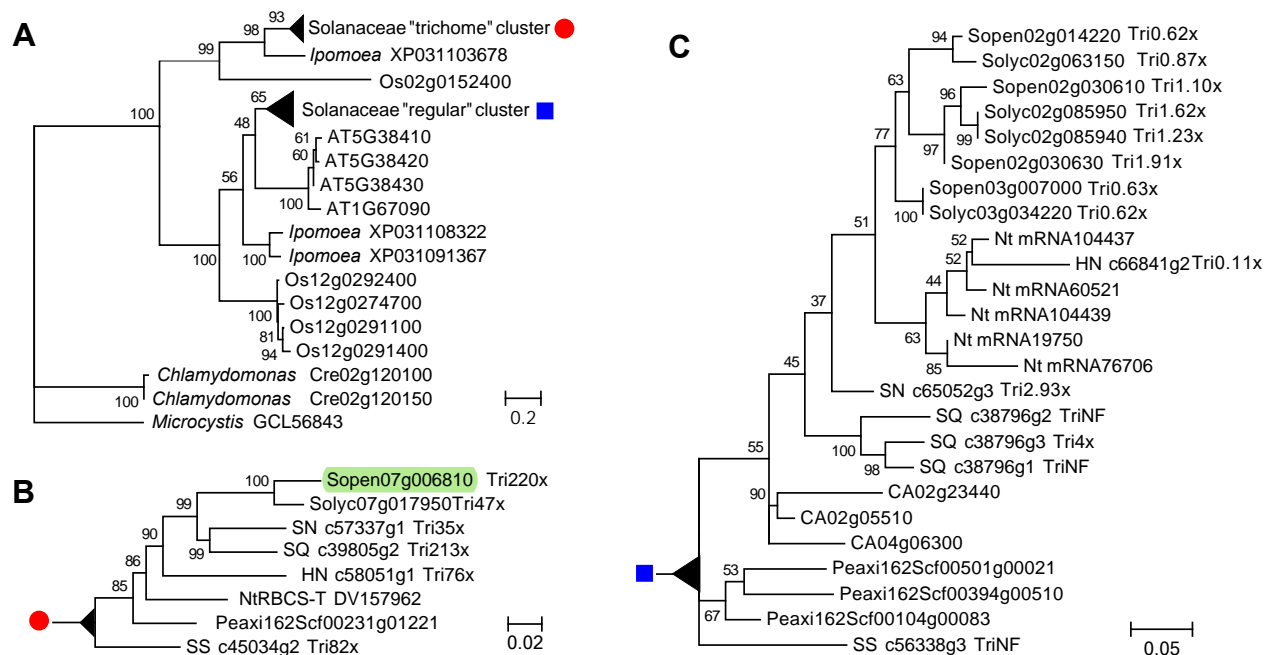 A
93
98
Solanaceae "trichome" cluster
Ipomoea XP031103678
99
Os02g0152400
100
65
Solanaceae "regular" cluster
48
61
AT5G38410
60
AT5G38420
AT5G38430
100
AT1G67090
56
Ipomoea XP031108322
100
Ipomoea XP031091367
100
Os12g0292400
Os12g0274700
100
Os12g0291100
81
94
Os12g0291400
Chlamydomonas Cre02g120100
100
Chlamydomonas Cre02g120150
Microcystis GCL56843
0.2
B
100
Sopen07g006810 Tri220x
Solyc07g017950Tri47x
99
SN c57337g1 Tri35x
99
SQ c39805g2 Tri213x
90
HN c58051g1 Tri76x
86
NtRBCS-T DV157962
85
Peaxi162Scf00231g01221
SS c45034g2 Tri82x
0.02
C
94
Sopen02g014220 Tri0.62x
Solyc02g063150 Tri0.87x
63
Sopen02g030610 Tri1.10x
96
Solyc02g085950 Tri1.62x
99
Solyc02g085940 Tri1.23x
97
Sopen02g030630 Tri1.91x
77
Sopen03g007000 Tri0.63x
100
Solyc03g034220 Tri0.62x
51
52
Nt mRNA104437
52
HN c66841g2Tri0.11x
Nt mRNA60521
44
Nt mRNA104439
63
Nt mRNA19750
85
Nt mRNA76706
37
SN c65052g3 Tri2.93x
45
SQ c38796g2 TriNF
100
SQ c38796g3 Tri4x
98
SQ c38796g1 TriNF
55
CA02g23440
90
CA02g05510
CA04g06300
Peaxi162Scf00501g00021
53
Peaxi162Scf00394g00510
67
Peaxi162Scf00104g00083
SS c56338g3 TriNF
0.05